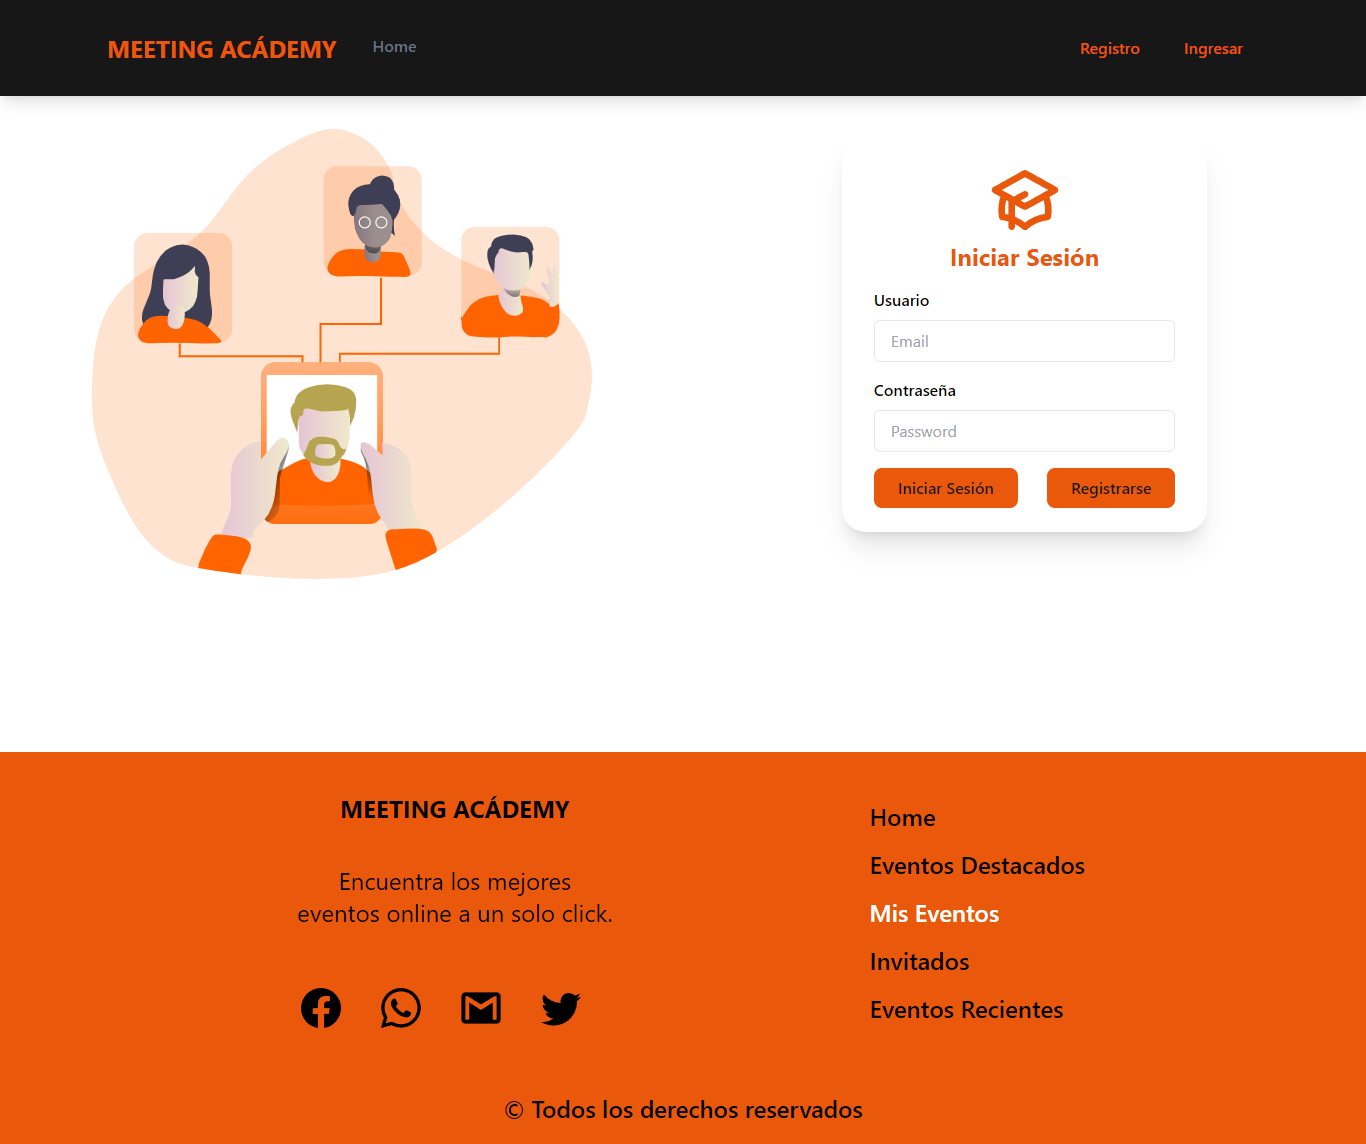 MEETING ACÁDEMY
Home
Registro
Ingresar
Iniciar Sesión
Usuario
Email
Contraseña
Password
Iniciar Sesión
Registrarse
MEETING ACÁDEMY
Encuentra los mejores
eventos online a un solo click.
Home
Eventos Destacados
Mis Eventos
Invitados
Eventos Recientes
© Todos los derechos reservados